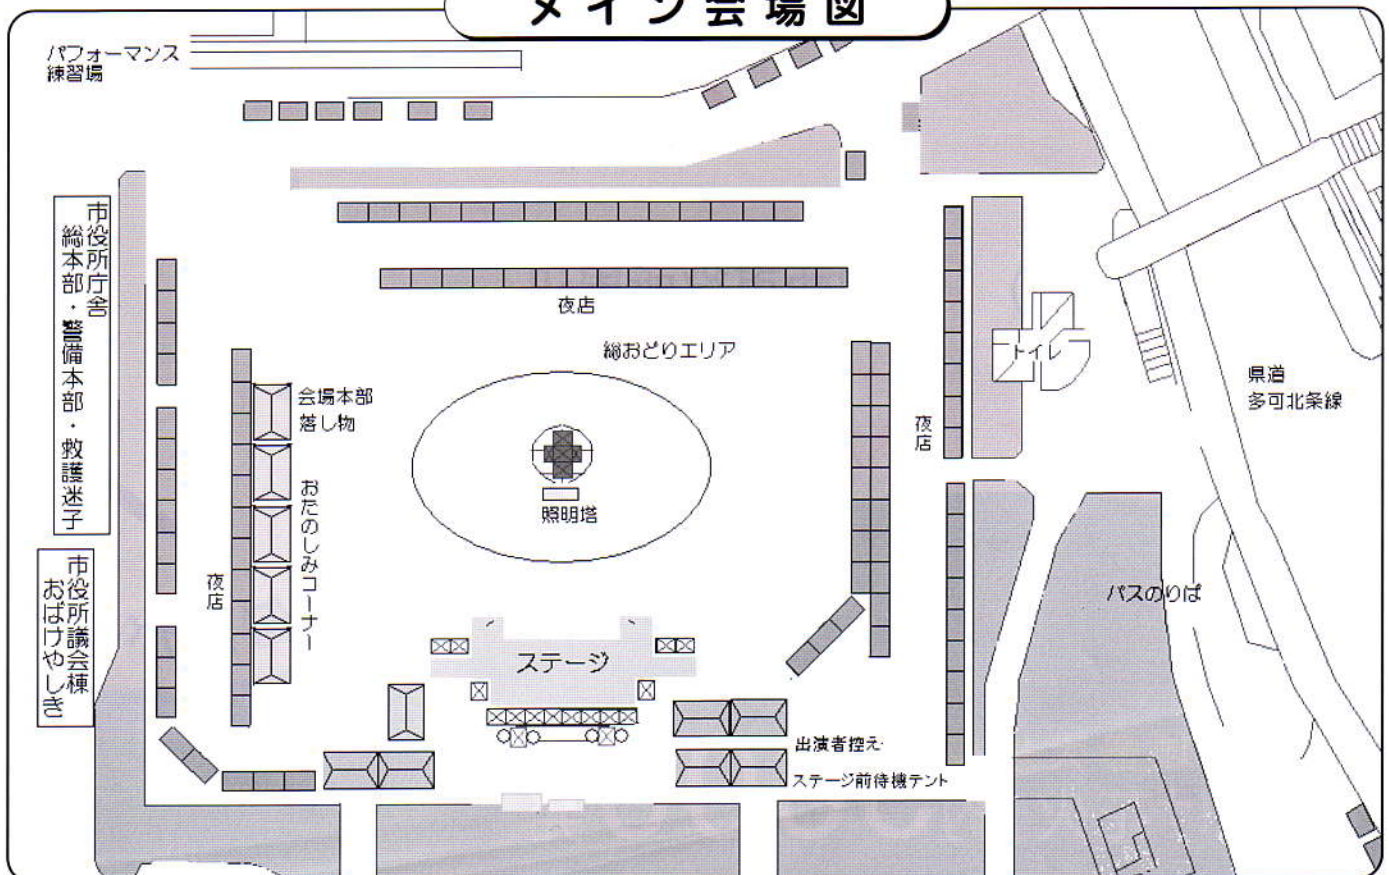 メイン会場図
パフォーマンス
練習場
市役所庁舎
総本部・警備本部・救護迷子
市役所議会棟
おばけやしき
夜店
総おどりエリア
会場本部
落し物
おたのしみコーナー
夜店
照明塔
ステージ
夜店
トイレ
県道
多可北条線
バスのりば
出演者控え
ステージ前待機テント